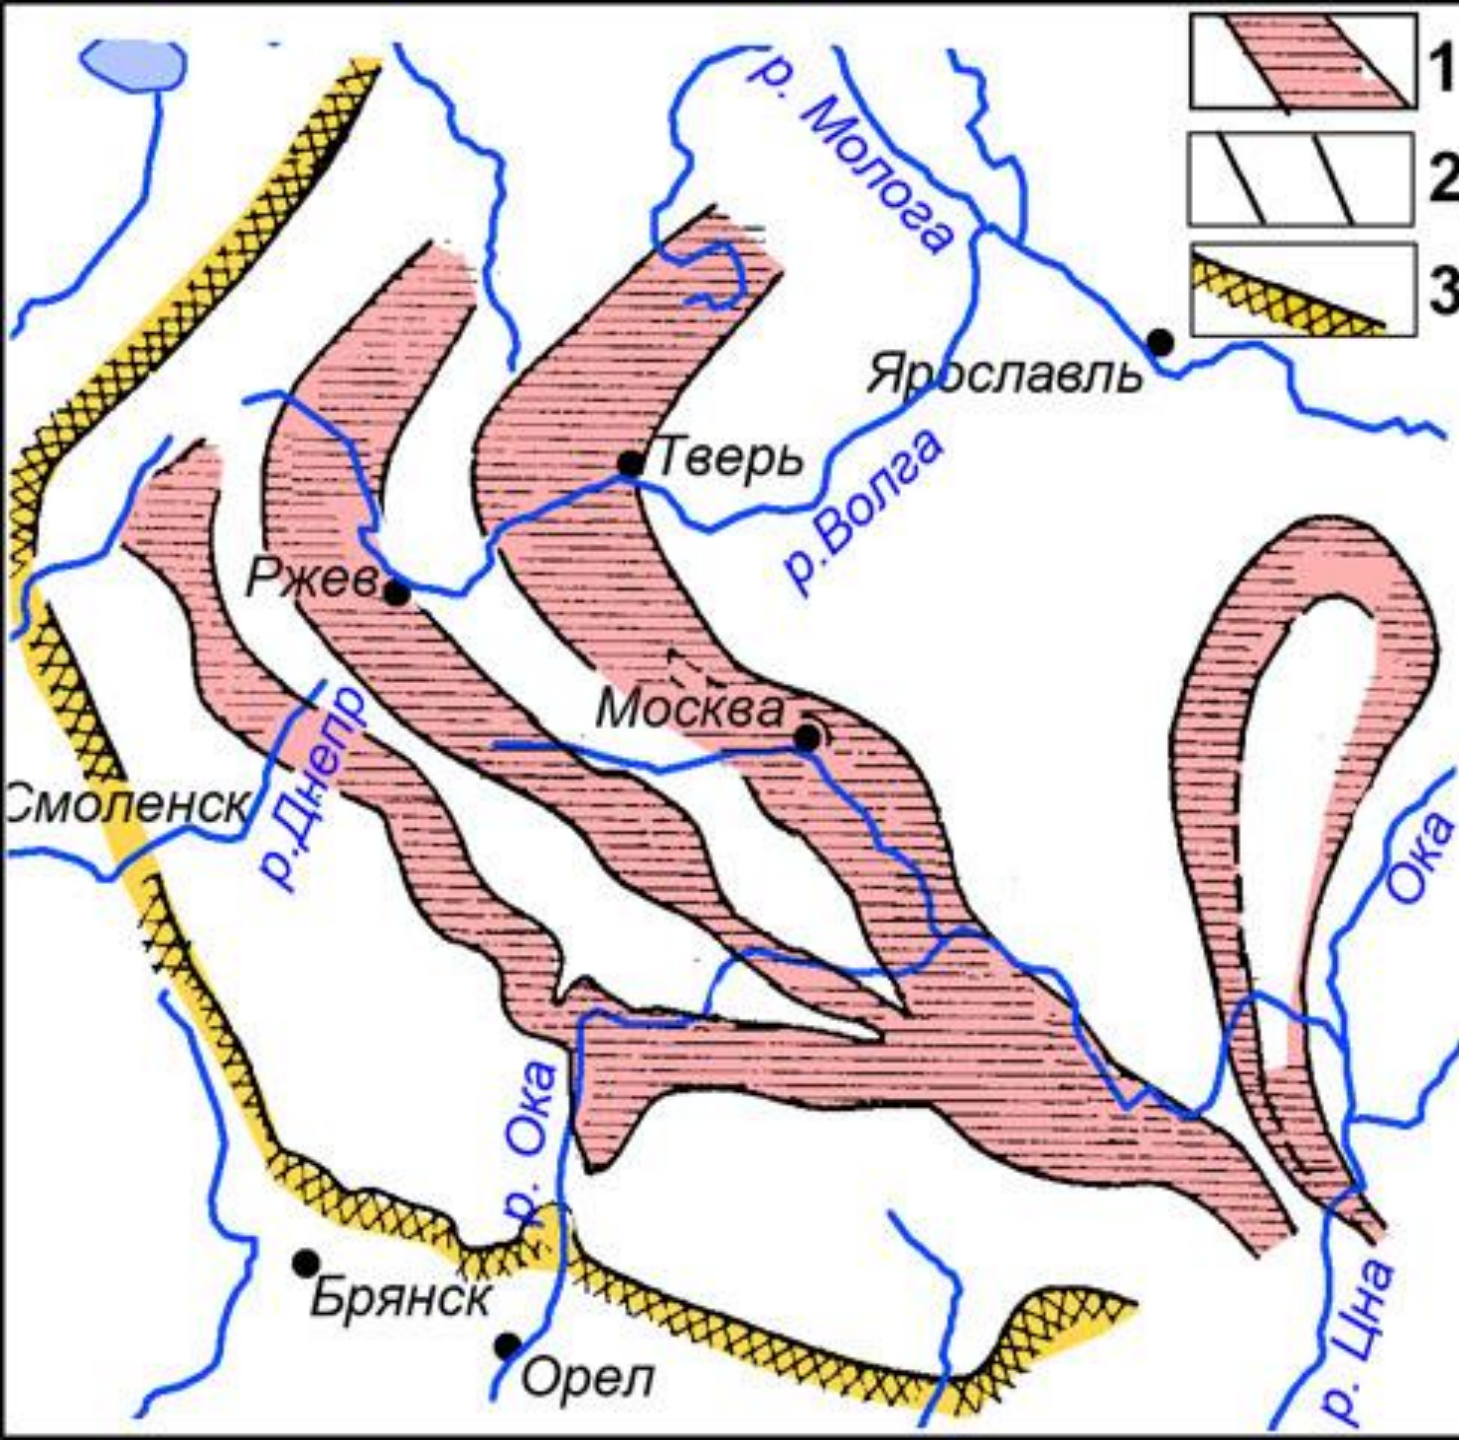 1
2
3
р. Молога
Ярославль
Тверь
р.Волга
Ржев
Москва
р.Днепр
Смоленск
Ока
р. Ока
Брянск
Орел
р. Цна